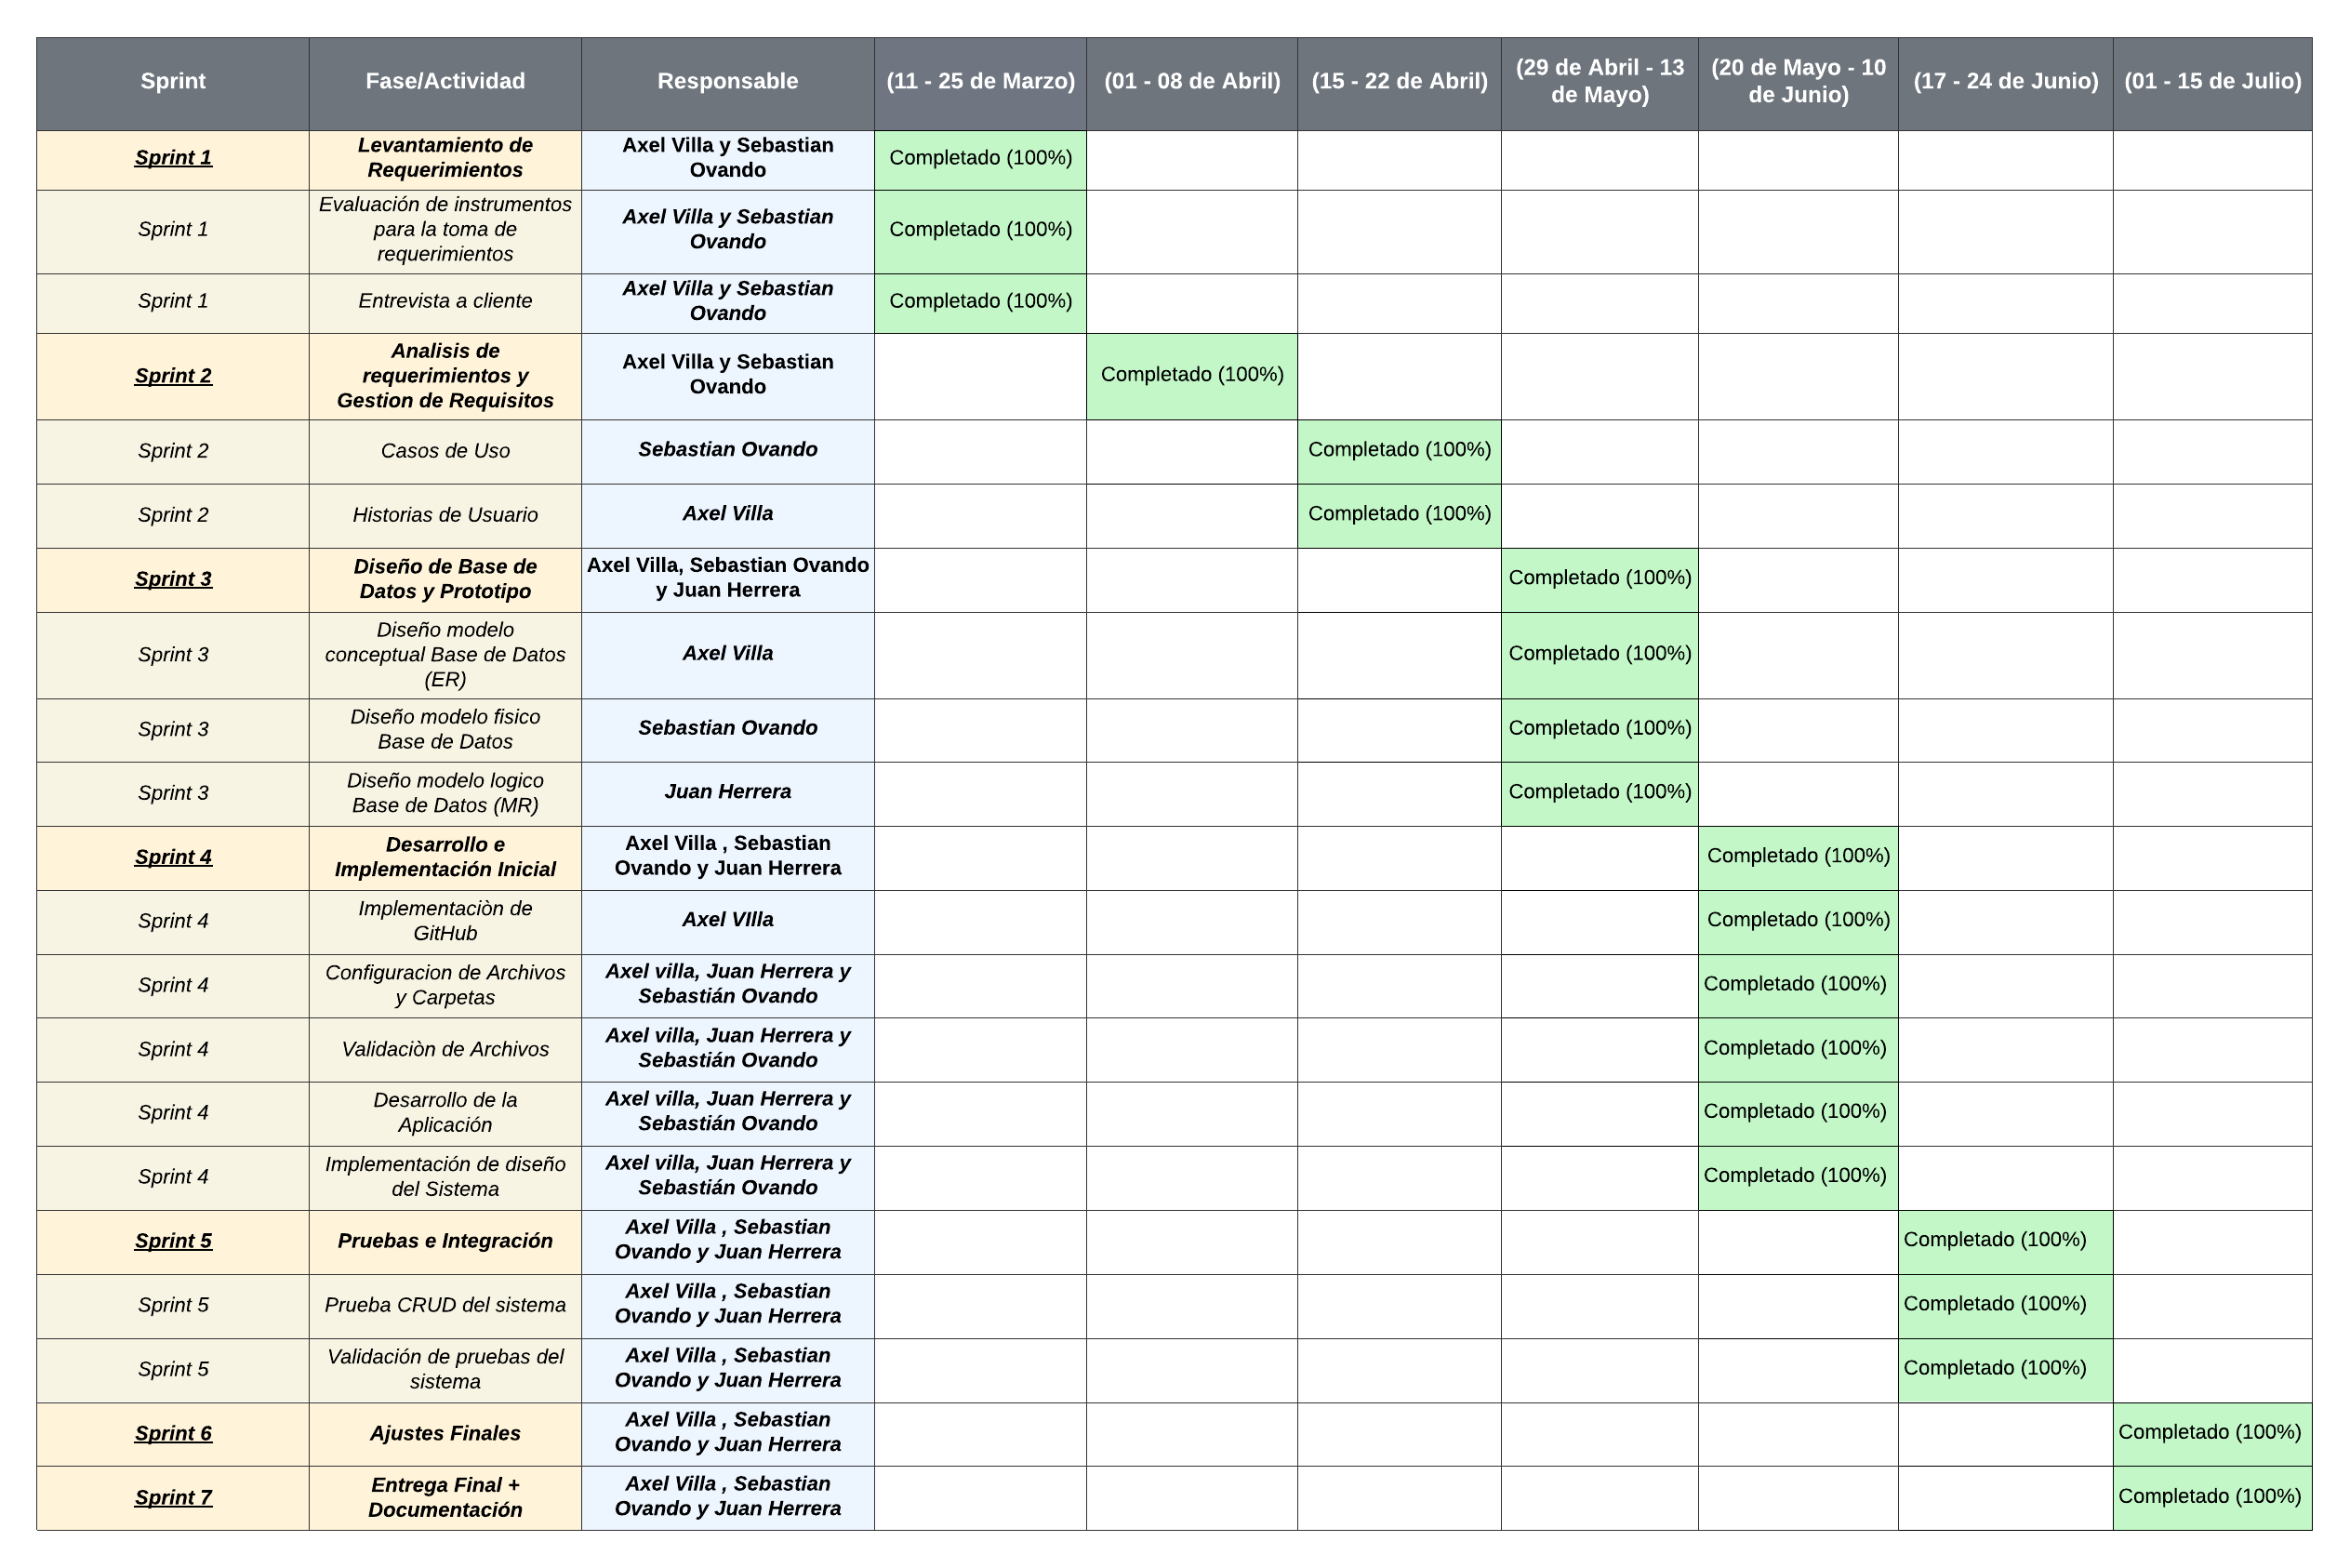 Sprint
Fase/Actividad
Responsable
(11 - 25 de Marzo)
(01 - 08 de Abril)
(15 - 22 de Abril)
(29 de Abril - 13
de Mayo)
(20 de Mayo - 10
de Junio)
(17 - 24 de Junio)
(01 - 15 de Julio)
Sprint 1
Levantamiento de
Requerimientos
Axel Villa y Sebastian
Ovando
Completado (100%)
Sprint 1
Evaluación de instrumentos
para la toma de
requerimientos
Axel Villa y Sebastian
Ovando
Completado (100%)
Sprint 1
Entrevista a cliente
Axel Villa y Sebastian
Ovando
Completado (100%)
Sprint 2
Analisis de
requerimientos y
Gestion de Requisitos
Axel Villa y Sebastian
Ovando
Completado (100%)
Sprint 2
Casos de Uso
Sebastian Ovando
Completado (100%)
Sprint 2
Historias de Usuario
Axel Villa
Completado (100%)
Sprint 3
Diseño de Base de
Datos y Prototipo
Axel Villa, Sebastian Ovando
y Juan Herrera
Completado (100%)
Sprint 3
Diseño modelo
conceptual Base de Datos
(ER)
Axel Villa
Completado (100%)
Sprint 3
Diseño modelo fisico
Base de Datos
Sebastian Ovando
Completado (100%)
Sprint 3
Diseño modelo logico
Base de Datos (MR)
Juan Herrera
Completado (100%)
Sprint 4
Desarrollo e
Implementación Inicial
Axel Villa , Sebastian
Ovando y Juan Herrera
Completado (100%)
Sprint 4
Implementaciòn de
GitHub
Axel VIlla
Completado (100%)
Sprint 4
Configuracion de Archivos
y Carpetas
Axel villa, Juan Herrera y
Sebastián Ovando
Completado (100%)
Sprint 4
Validaciòn de Archivos
Axel villa, Juan Herrera y
Sebastián Ovando
Completado (100%)
Sprint 4
Desarrollo de la
Aplicación
Axel villa, Juan Herrera y
Sebastián Ovando
Completado (100%)
Sprint 4
Implementación de diseño
del Sistema
Axel villa, Juan Herrera y
Sebastián Ovando
Completado (100%)
Sprint 5
Pruebas e Integración
Axel Villa , Sebastian
Ovando y Juan Herrera
Completado (100%)
Sprint 5
Prueba CRUD del sistema
Axel Villa , Sebastian
Ovando y Juan Herrera
Completado (100%)
Sprint 5
Validación de pruebas del
sistema
Axel Villa , Sebastian
Ovando y Juan Herrera
Completado (100%)
Sprint 6
Ajustes Finales
Axel Villa , Sebastian
Ovando y Juan Herrera
Completado (100%)
Sprint 7
Entrega Final +
Documentación
Axel Villa , Sebastian
Ovando y Juan Herrera
Completado (100%)